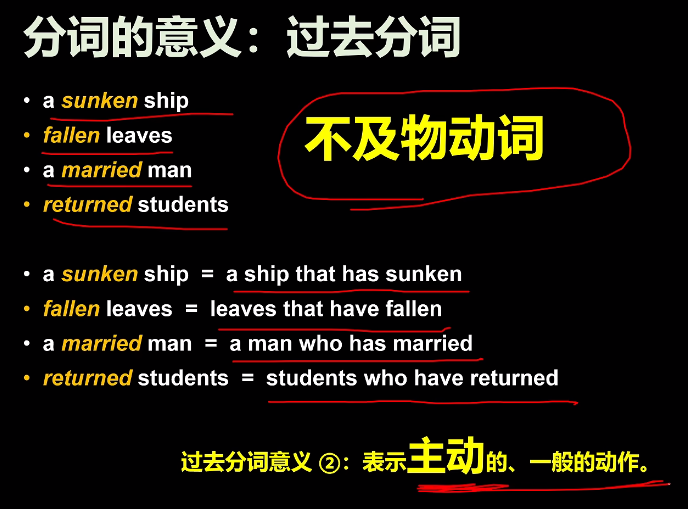 分词的意义：过去分词
• a sunken ship
• fallen leaves
• a married man
• returned students
不及物动词
• a sunken ship = a ship that has sunken
• fallen leaves = leaves that have fallen
• a married man = a man who has married
• returned students = students who have returned
过去分词意义 ②：表示主动的、一般的动作。